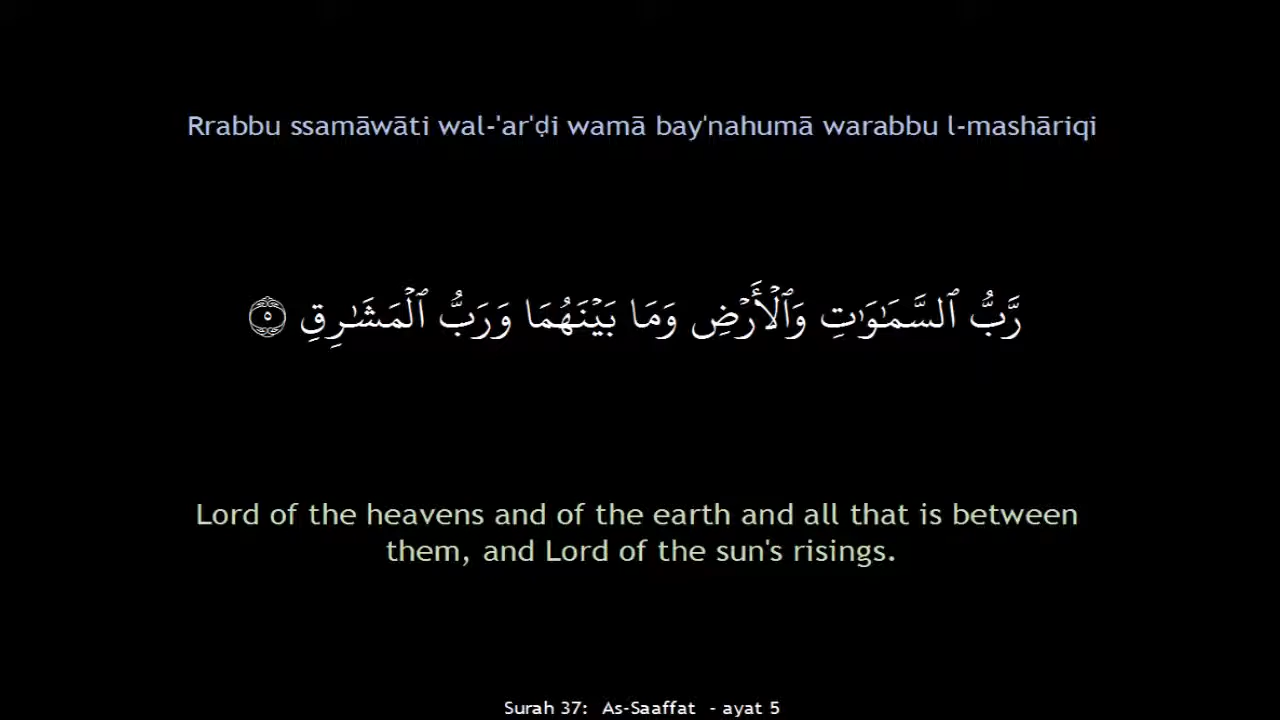 Rrabbu ssamāwāti wal-'ar'ḍi wamā bay'nahumā warabbu l-mashāriqi
رَّبُّ ٱلسَّمَـٰوَٰتِ وَٱلْأَرْضِ وَمَا بَيْنَهُمَا وَرَبُّ ٱلْمَشَـٰرِقِ ۝٥
Lord of the heavens and of the earth and all that is between
them, and Lord of the sun's risings.
Surah 37: As-Saaffat - ayat 5